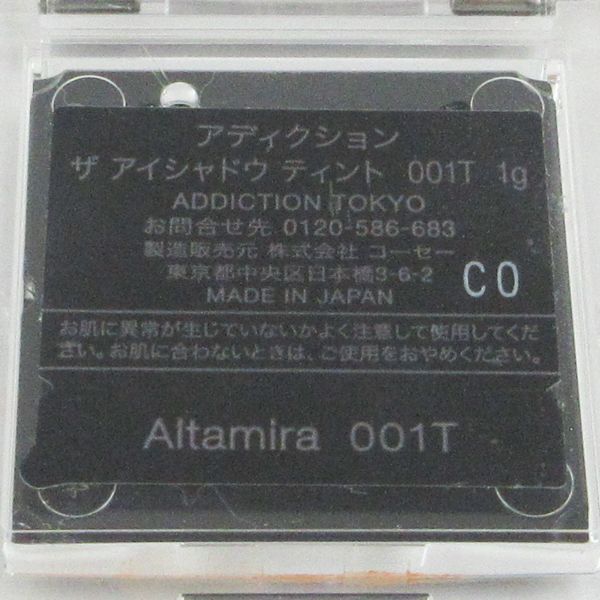 アディクション
ザ アイシャドウ ティント 001T 1g
ADDICTION TOKYO
お問合せ先 0120-586-683
製造販売元 株式会社 コーセー
東京都中央区日本橋3-6-2
CO
MADE IN JAPAN
お肌に異常が生じていないかよく注意して使用してくだ
さい。お肌に合わないときは、ご使用をおやめください。
Altamira 001T